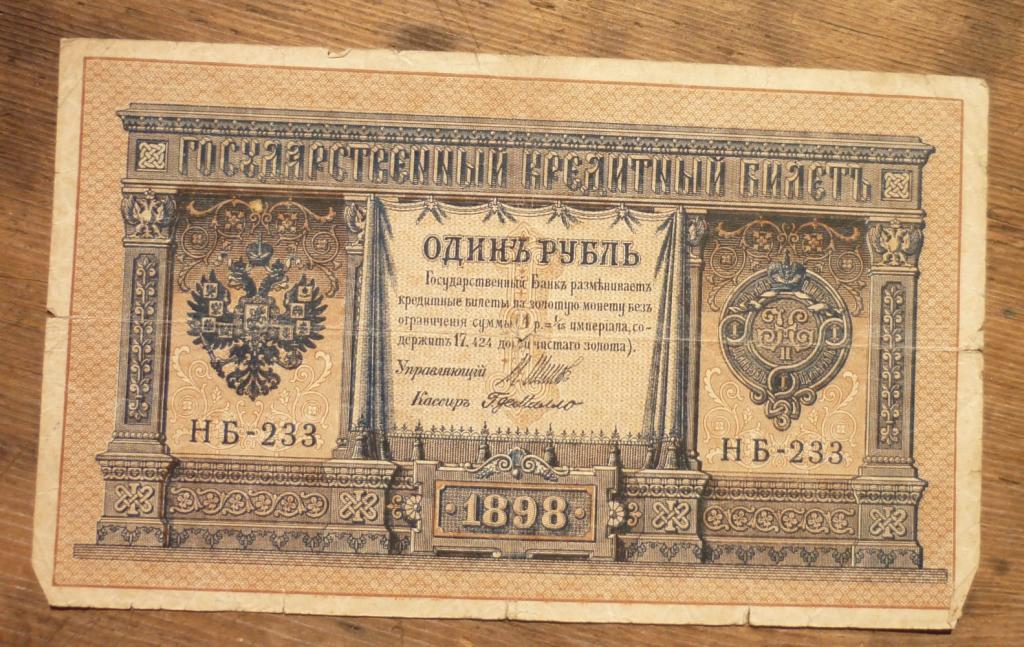 ГОСУДАРСТВЕННЫЙ КРЕДИТНЫЙ БИЛЕТЪ
ОДИНЪ РУБЛЬ
Государственный Банкъ размѣниваетъ
кредитные билеты на золотую монету безъ
ограниченія суммы (1 р. = 1/15 имперіала, со-
держитъ 17,424 долей чистаго золота).
Управляющій
Кассиръ
НБ-233
НБ-233
1898